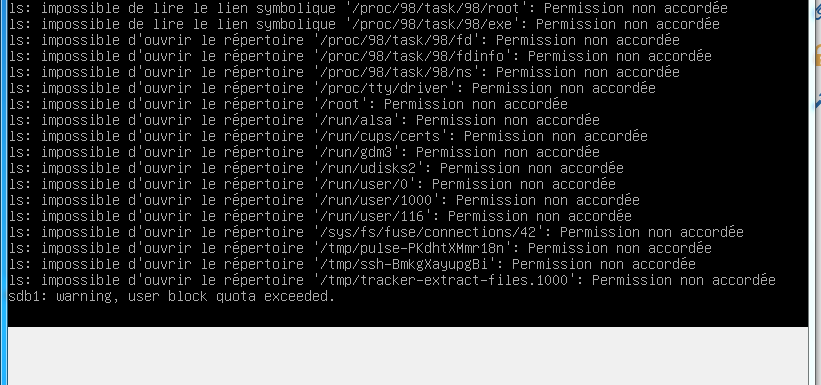 ls: impossible de lire le lien symbolique '/proc/98/task/98/root': Permission non accordée
ls: impossible de lire le lien symbolique '/proc/98/task/98/exe': Permission non accordée
ls: impossible d'ouvrir le répertoire '/proc/98/task/98/fd': Permission non accordée
ls: impossible d'ouvrir le répertoire '/proc/98/task/98/fdinfo': Permission non accordée
ls: impossible d'ouvrir le répertoire '/proc/98/task/98/ns': Permission non accordée
ls: impossible d'ouvrir le répertoire '/proc/tty/driver': Permission non accordée
ls: impossible d'ouvrir le répertoire '/root': Permission non accordée
ls: impossible d'ouvrir le répertoire '/run/alsa': Permission non accordée
ls: impossible d'ouvrir le répertoire '/run/cups/certs': Permission non accordée
ls: impossible d'ouvrir le répertoire '/run/gdm3': Permission non accordée
ls: impossible d'ouvrir le répertoire '/run/udisks2': Permission non accordée
ls: impossible d'ouvrir le répertoire '/run/user/0': Permission non accordée
ls: impossible d'ouvrir le répertoire '/run/user/1000': Permission non accordée
ls: impossible d'ouvrir le répertoire '/run/user/116': Permission non accordée
ls: impossible d'ouvrir le répertoire '/sys/fs/fuse/connections/42': Permission non accordée
ls: impossible d'ouvrir le répertoire '/tmp/pulse-PKdhtXMmr18n': Permission non accordée
ls: impossible d'ouvrir le répertoire '/tmp/ssh-BmkgXayupgBi': Permission non accordée
ls: impossible d'ouvrir le répertoire '/tmp/tracker-extract-files.1000': Permission non accordée
sdb1: warning, user block quota exceeded.